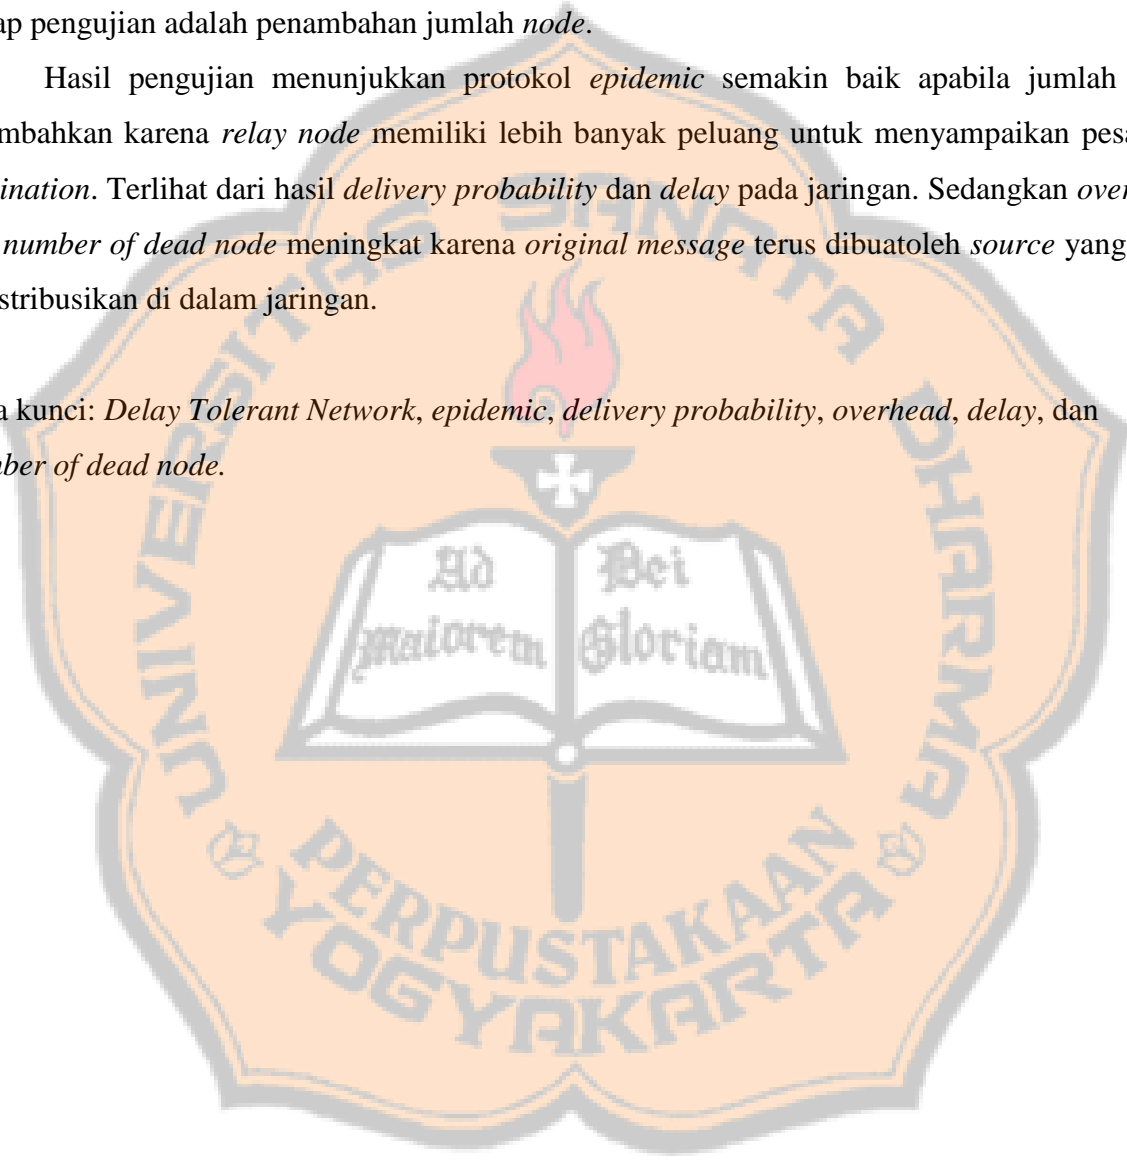 ap pengujian adalah penambahan jumlah node.
Hasil pengujian menunjukkan protokol epidemic semakin baik apabila jumlah
mbahkan karena relay node memiliki lebih banyak peluang untuk menyampaikan pesa
ination. Terlihat dari hasil delivery probability dan delay pada jaringan. Sedangkan over
number of dead node meningkat karena original message terus dibuatoleh source yang
stribusikan di dalam jaringan.
a kunci: Delay Tolerant Network, epidemic, delivery probability, overhead, delay, dan
ber of dead node.
UNIVERSITAS SANATA DHARMA
Ad Dei
maiorem Gloriam
PERPUSTAKAAN
YOGYAKARTA